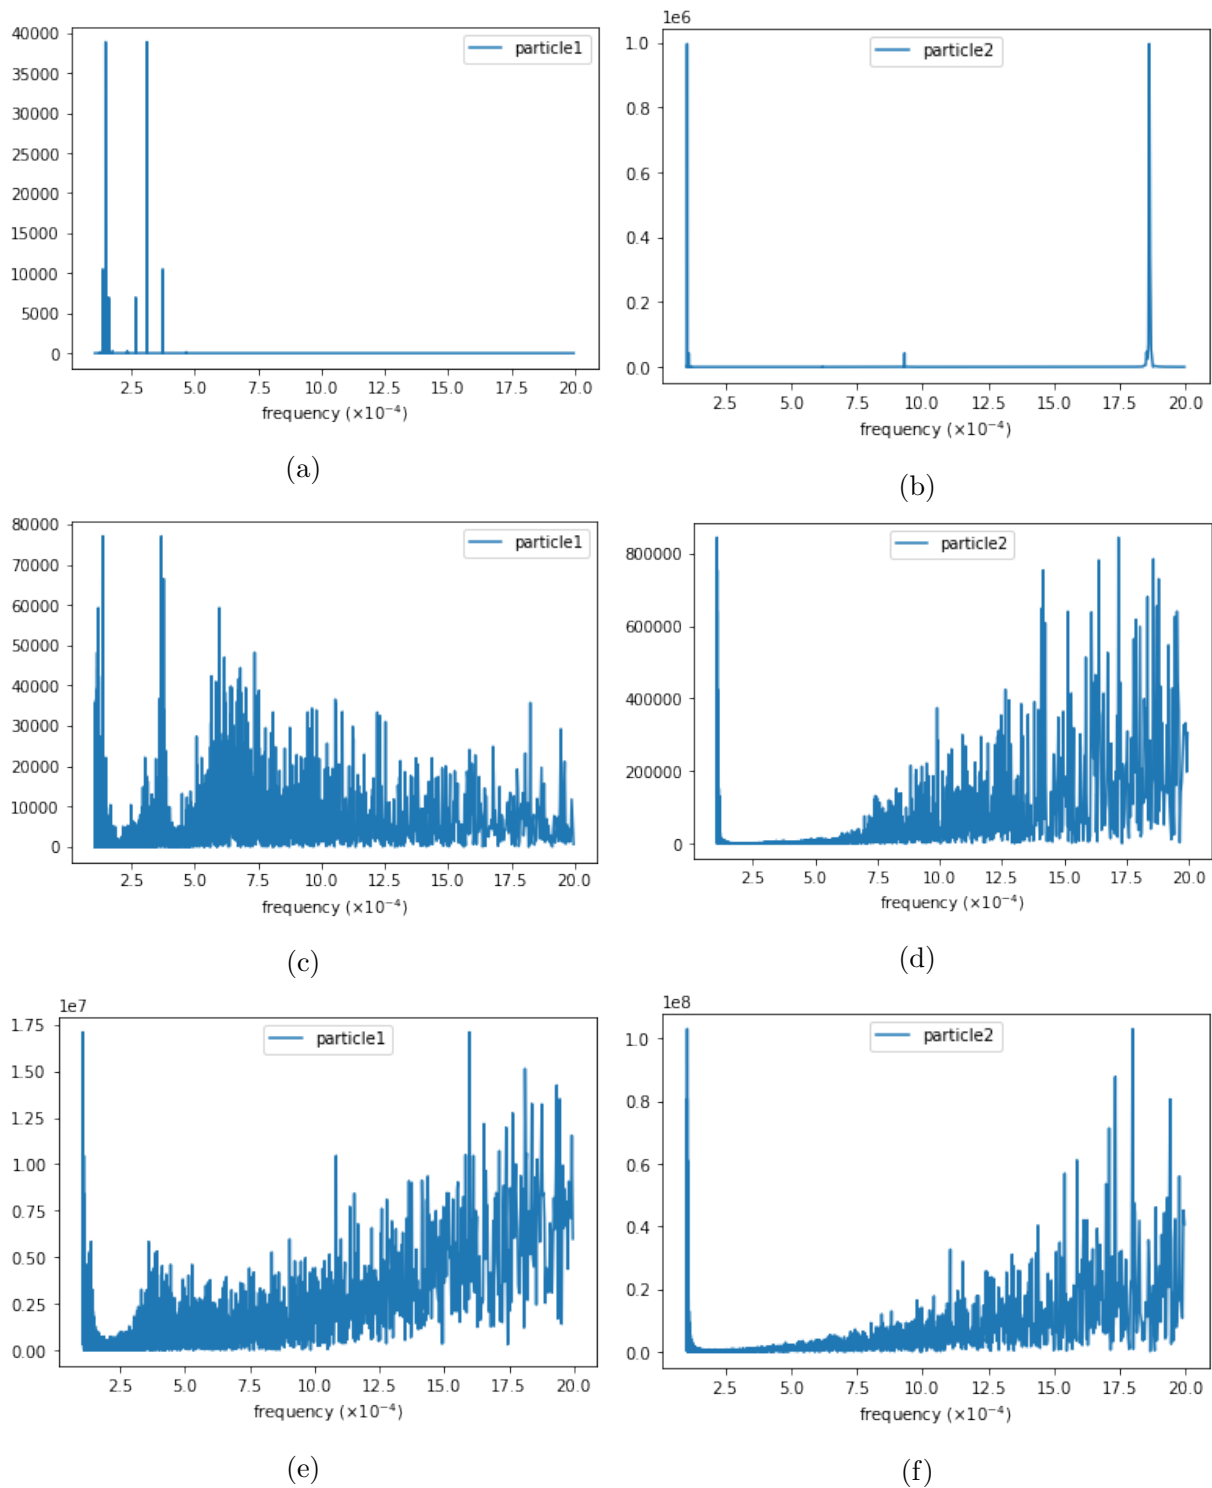 particle1
40000
35000
30000
25000
20000
15000
10000
5000
0
2.5 5.0 7.5 10.0 12.5 15.0 17.5 20.0
frequency (×10⁻⁴)
(a)
1e6
particle2
1.0
0.8
0.6
0.4
0.2
0.0
2.5 5.0 7.5 10.0 12.5 15.0 17.5 20.0
frequency (×10⁻⁴)
(b)
particle1
80000
70000
60000
50000
40000
30000
20000
10000
0
2.5 5.0 7.5 10.0 12.5 15.0 17.5 20.0
frequency (×10⁻⁴)
(c)
particle2
800000
600000
400000
200000
0
2.5 5.0 7.5 10.0 12.5 15.0 17.5 20.0
frequency (×10⁻⁴)
(d)
1e7
particle1
1.75
1.50
1.25
1.00
0.75
0.50
0.25
0.00
2.5 5.0 7.5 10.0 12.5 15.0 17.5 20.0
frequency (×10⁻⁴)
(e)
1e8
particle2
1.0
0.8
0.6
0.4
0.2
0.0
2.5 5.0 7.5 10.0 12.5 15.0 17.5 20.0
frequency (×10⁻⁴)
(f)